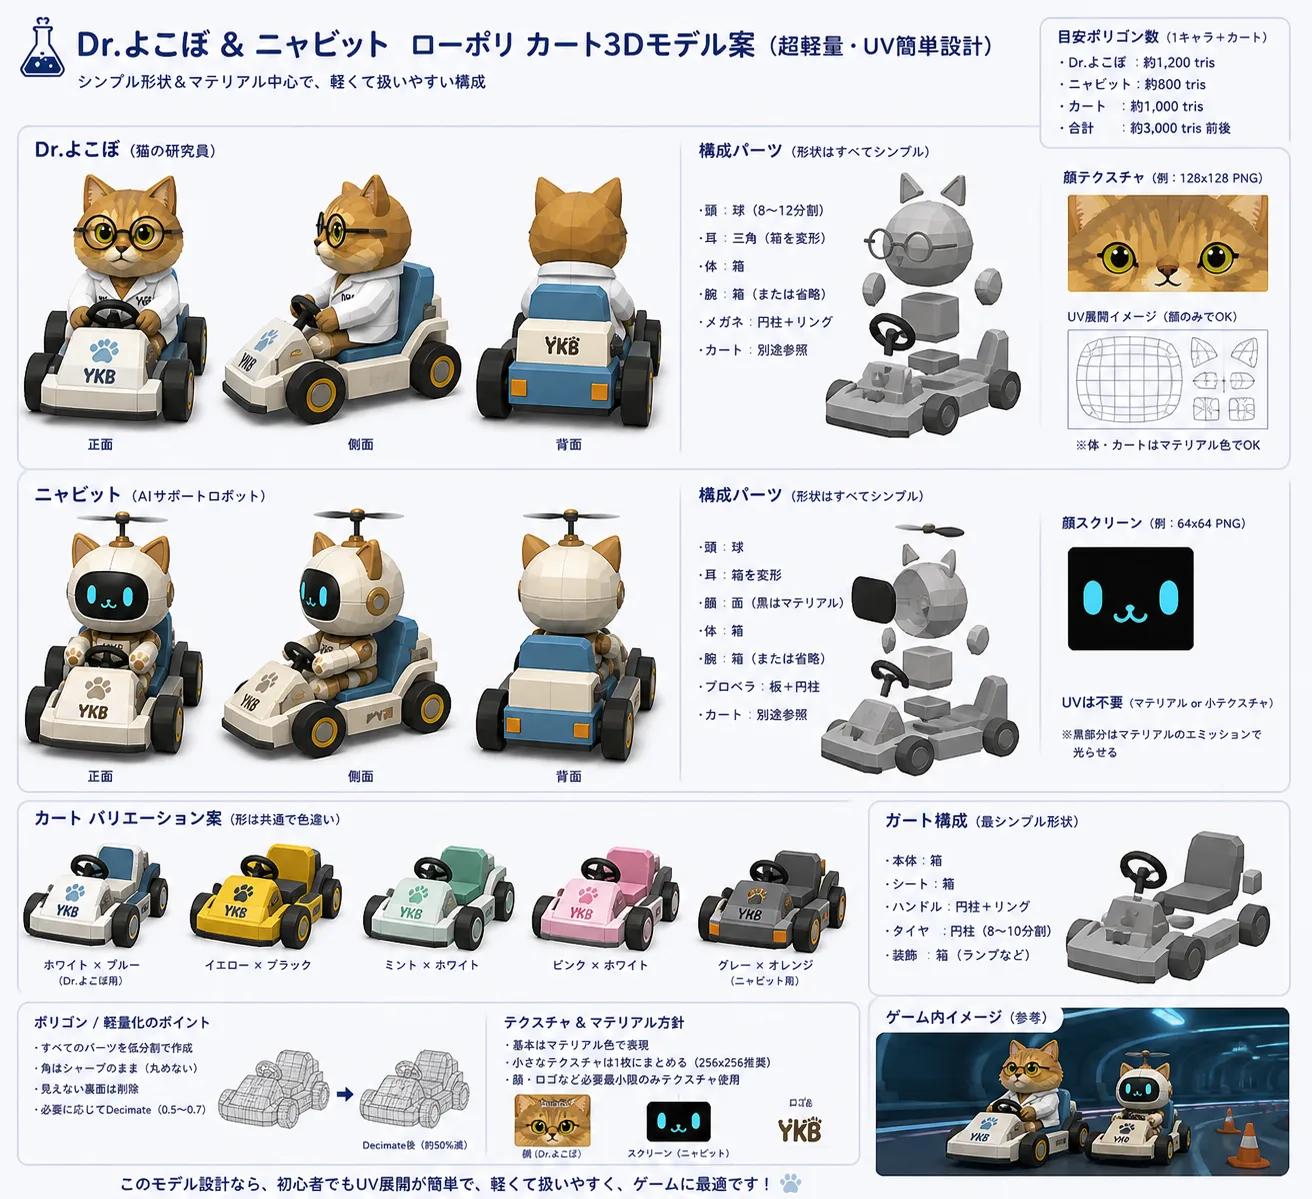 Dr.よこぼ & ニャビット ローポリ カート3Dモデル案（超軽量・UV簡単設計）
シンプル形状＆マテリアル中心で、軽くて扱いやすい構成
目安ポリゴン数（1キャラ＋カート）
・Dr.よこぼ ：約1,200 tris
・ニャビット：約800 tris
・カート ：約1,000 tris
・合計 ：約3,000 tris 前後
Dr.よこぼ（猫の研究員）
YKB
YKB
YKB
正面
側面
背面
構成パーツ（形状はすべてシンプル）
・頭：球（8〜12分割）
・耳：三角（箱を変形）
・体：箱
・腕：箱（または省略）
・メガネ：円柱＋リング
・カート：別途参照
顔テクスチャ（例：128x128 PNG）
UV展開イメージ（顔のみでOK）
※体・カートはマテリアル色でOK
ニャビット（AIサポートロボット）
YKB
YKB
正面
側面
背面
構成パーツ（形状はすべてシンプル）
・頭：球
・耳：箱を変形
・顔：面（黒はマテリアル）
・体：箱
・腕：箱（または省略）
・プロペラ：板＋円柱
・カート：別途参照
顔スクリーン（例：64x64 PNG）
UVは不要（マテリアル or 小テクスチャ）
※黒部分はマテリアルのエミッションで
光らせる
カート バリエーション案（形は共通で色違い）
YKB
YKB
YKB
YKB
YKB
ホワイト × ブルー
（Dr.よこぼ用）
イエロー × ブラック
ミント × ホワイト
ピンク × ホワイト
グレー × オレンジ
（ニャビット用）
ガート構成（最シンプル形状）
・本体：箱
・シート：箱
・ハンドル：円柱＋リング
・タイヤ ：円柱（8〜10分割）
・装飾 ：箱（ランプなど）
ポリゴン / 軽量化のポイント
・すべてのパーツを低分割で作成
・角はシャープのまま（丸めない）
・見えない裏面は削除
・必要に応じてDecimate（0.5〜0.7）
Decimate後（約50%減）
テクスチャ & マテリアル方針
・基本はマテリアル色で表現
・小さなテクスチャは1枚にまとめる（256x256推奨）
・顔・ロゴなど必要最小限のみテクスチャ使用
（Dr.よこぼ）
スクリーン（ニャビット）
YKB
ゲーム内イメージ（参考）
YKB
このモデル設計なら、初心者でもUV展開が簡単で、軽くて扱いやすく、ゲームに最適です！